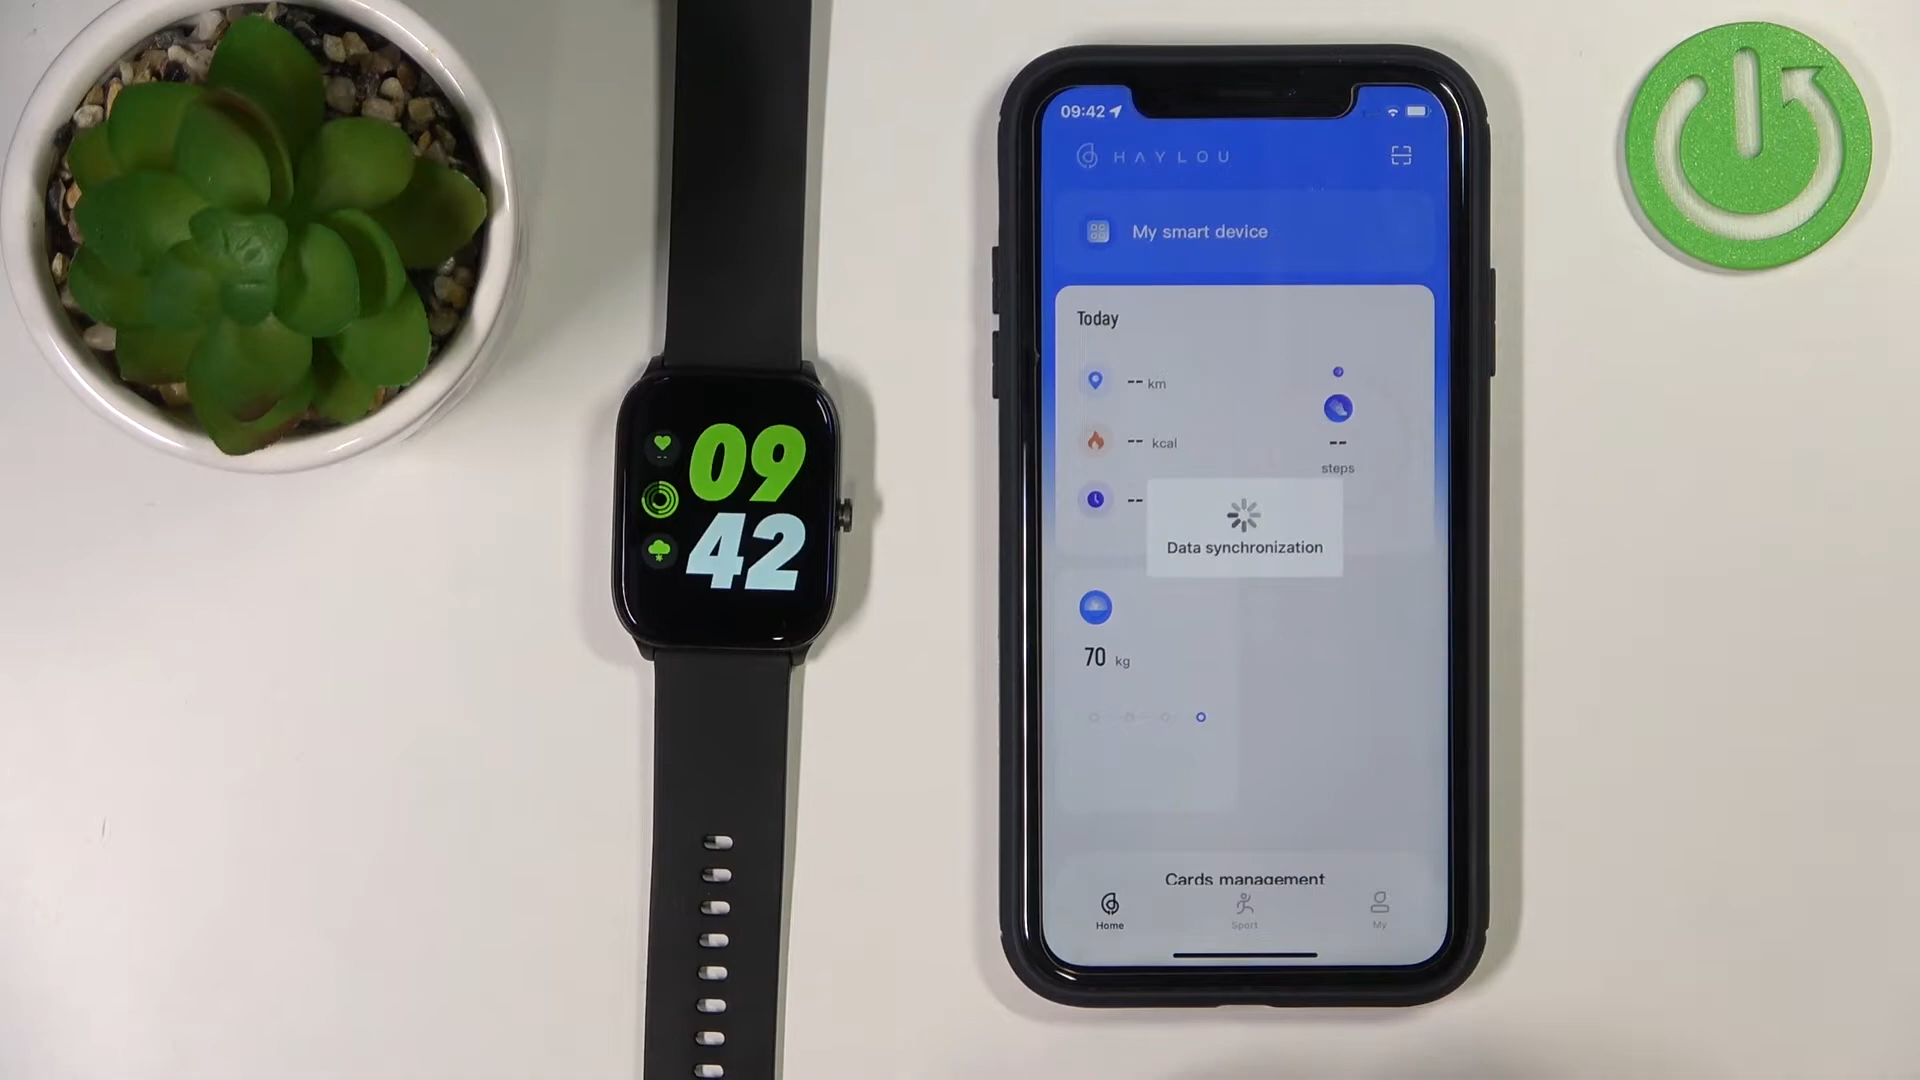 09
42
--
09:42
HAYLOU
My smart device
Today
-- km
-- kcal
--
--
steps
Data synchronization
70 kg
Cards management
Home
Sport
My